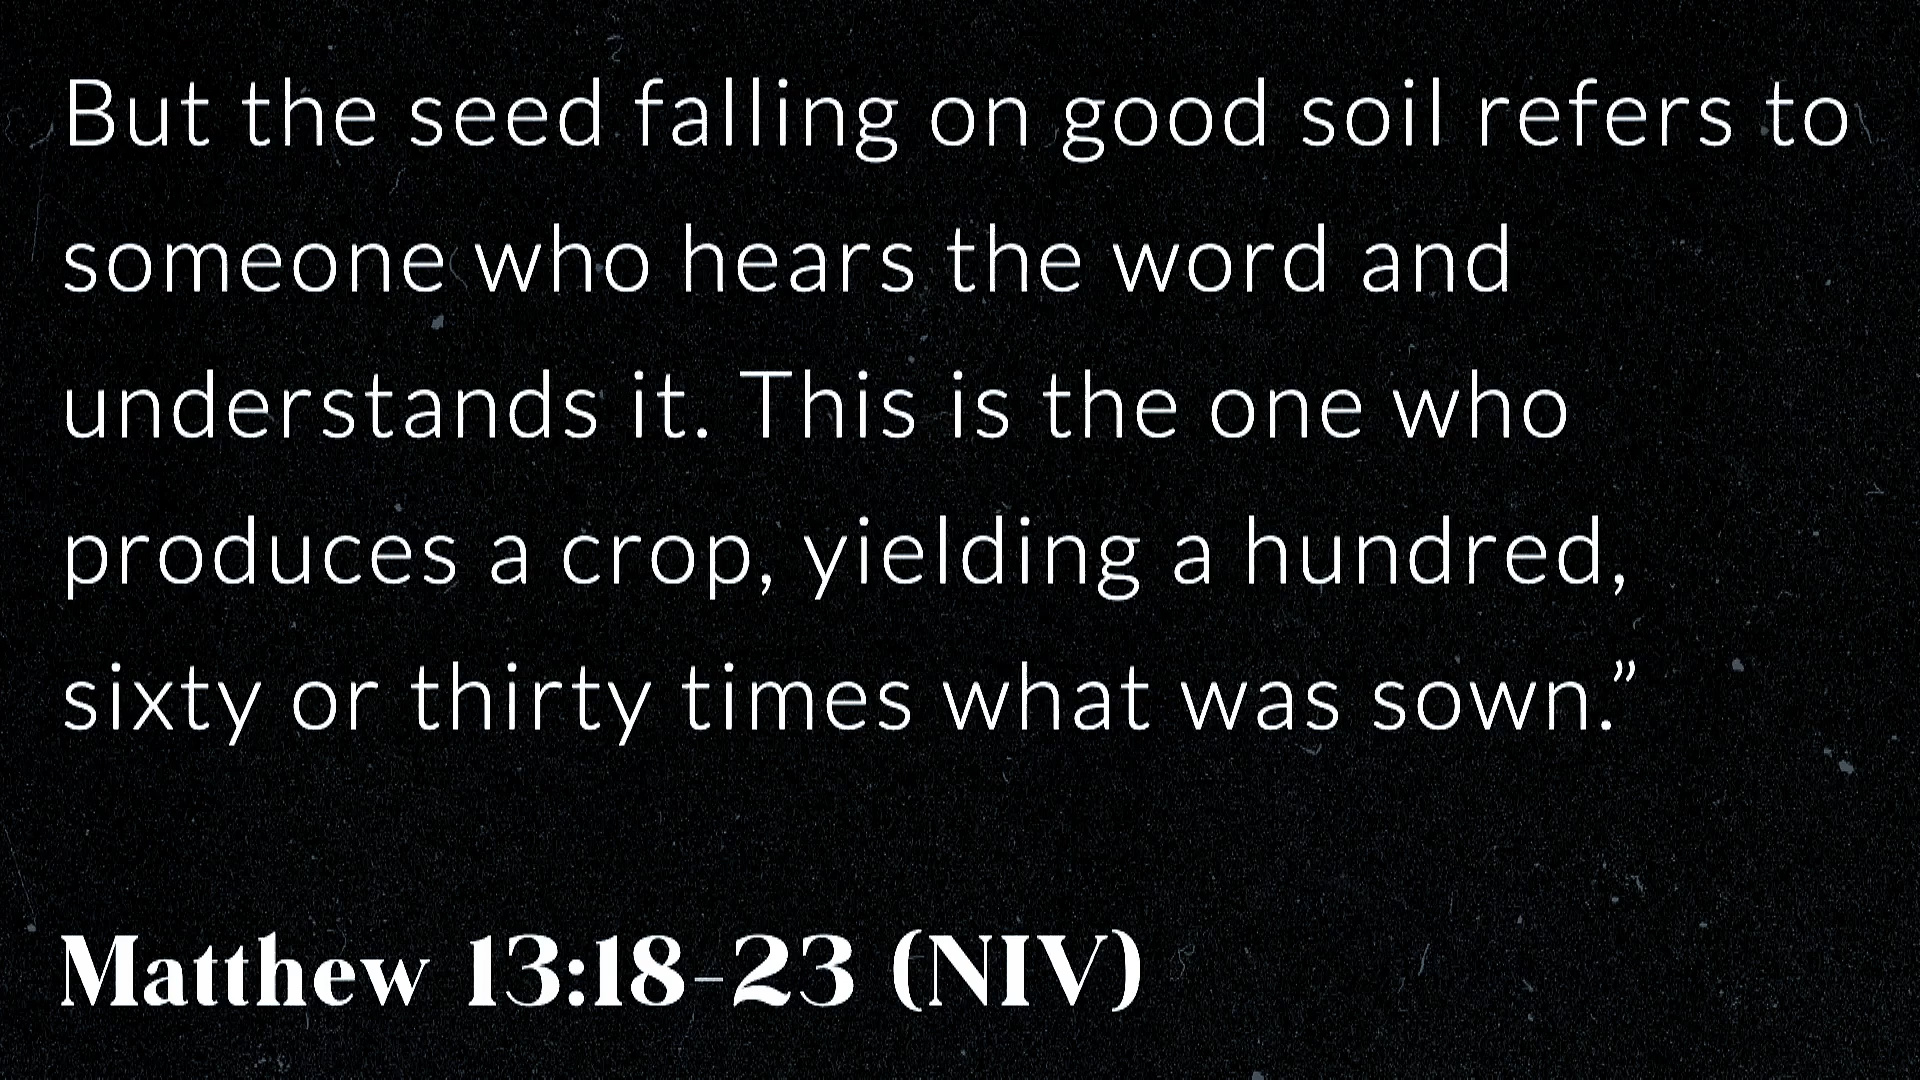 But the seed falling on good soil refers to
someone who hears the word and
understands it. This is the one who
produces a crop, yielding a hundred,
sixty or thirty times what was sown.”
Matthew 13:18-23 (NIV)